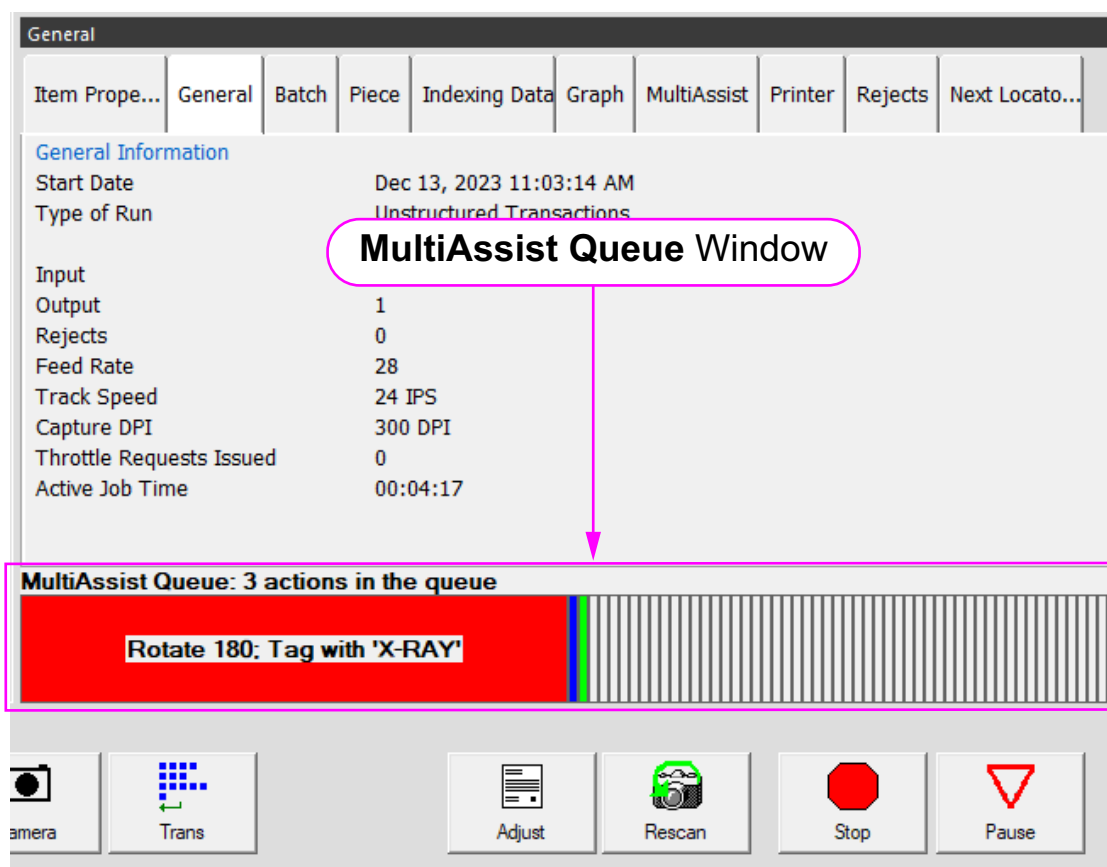 General
Item Prope... General Batch Piece Indexing Data Graph MultiAssist Printer Rejects Next Locato...
General Information
Start Date Dec 13, 2023 11:03:14 AM
Type of Run Unstructured Transactions
MultiAssist Queue Window
Input
Output 1
Rejects 0
Feed Rate 28
Track Speed 24 IPS
Capture DPI 300 DPI
Throttle Requests Issued 0
Active Job Time 00:04:17
MultiAssist Queue: 3 actions in the queue
Rotate 180; Tag with 'X-RAY'
amera Trans Adjust Rescan Stop Pause